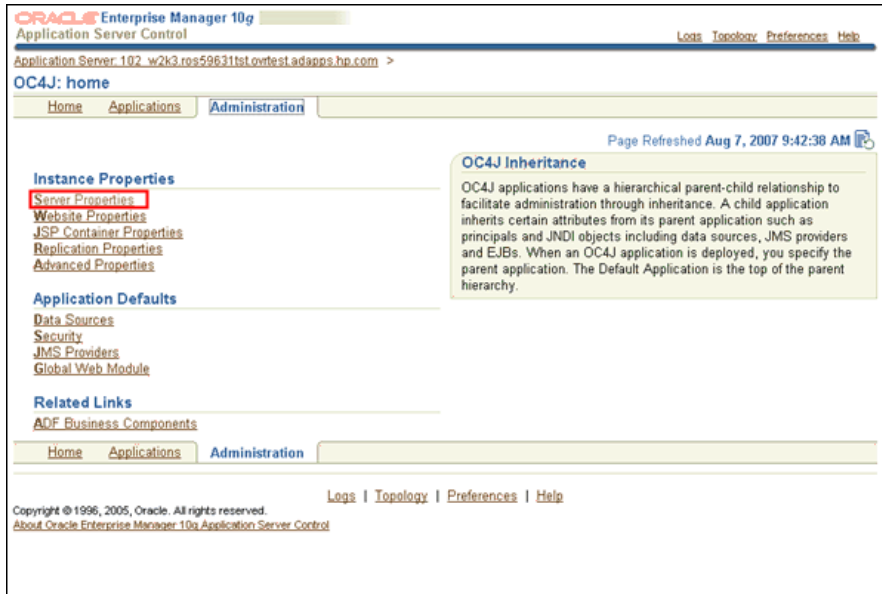 ORACLE Enterprise Manager 10g
Application Server Control
Logs Topology Preferences Help
Application Server: 102_w2k3.ros59631tst.ovrtest.adapps.hp.com >
OC4J: home
Home Applications Administration
Page Refreshed Aug 7, 2007 9:42:38 AM
Instance Properties
Server Properties
Website Properties
JSP Container Properties
Replication Properties
Advanced Properties
Application Defaults
Data Sources
Security
JMS Providers
Global Web Module
Related Links
ADF Business Components
OC4J Inheritance
OC4J applications have a hierarchical parent-child relationship to
facilitate administration through inheritance. A child application
inherits certain attributes from its parent application such as
principals and JNDI objects including data sources, JMS providers
and EJBs. When an OC4J application is deployed, you specify the
parent application. The Default Application is the top of the parent
hierarchy.
Home Applications Administration
Logs | Topology | Preferences | Help
Copyright © 1996, 2005, Oracle. All rights reserved.
About Oracle Enterprise Manager 10g Application Server Control